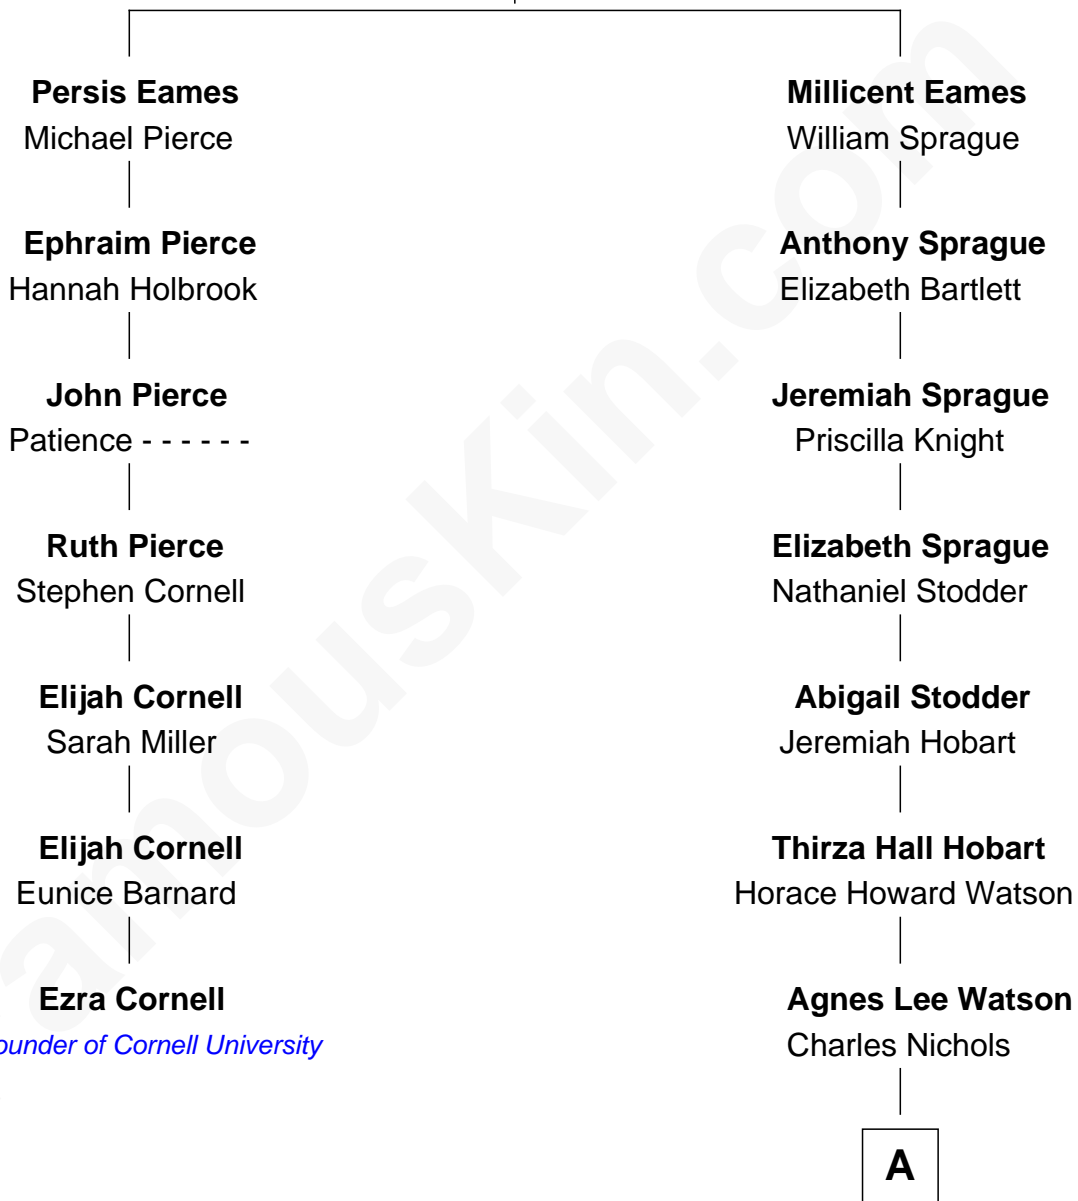 Persis Eames
Michael Pierce
Millicent Eames
William Sprague
Ephraim Pierce
Hannah Holbrook
Anthony Sprague
Elizabeth Bartlett
John Pierce
Patience - - - - - -
Jeremiah Sprague
Priscilla Knight
Ruth Pierce
Stephen Cornell
Elizabeth Sprague
Nathaniel Stodder
Elijah Cornell
Sarah Miller
Abigail Stodder
Jeremiah Hobart
Elijah Cornell
Eunice Barnard
Thirza Hall Hobart
Horace Howard Watson
Ezra Cornell
ounder of Cornell University
Agnes Lee Watson
Charles Nichols
A
amousKin.com